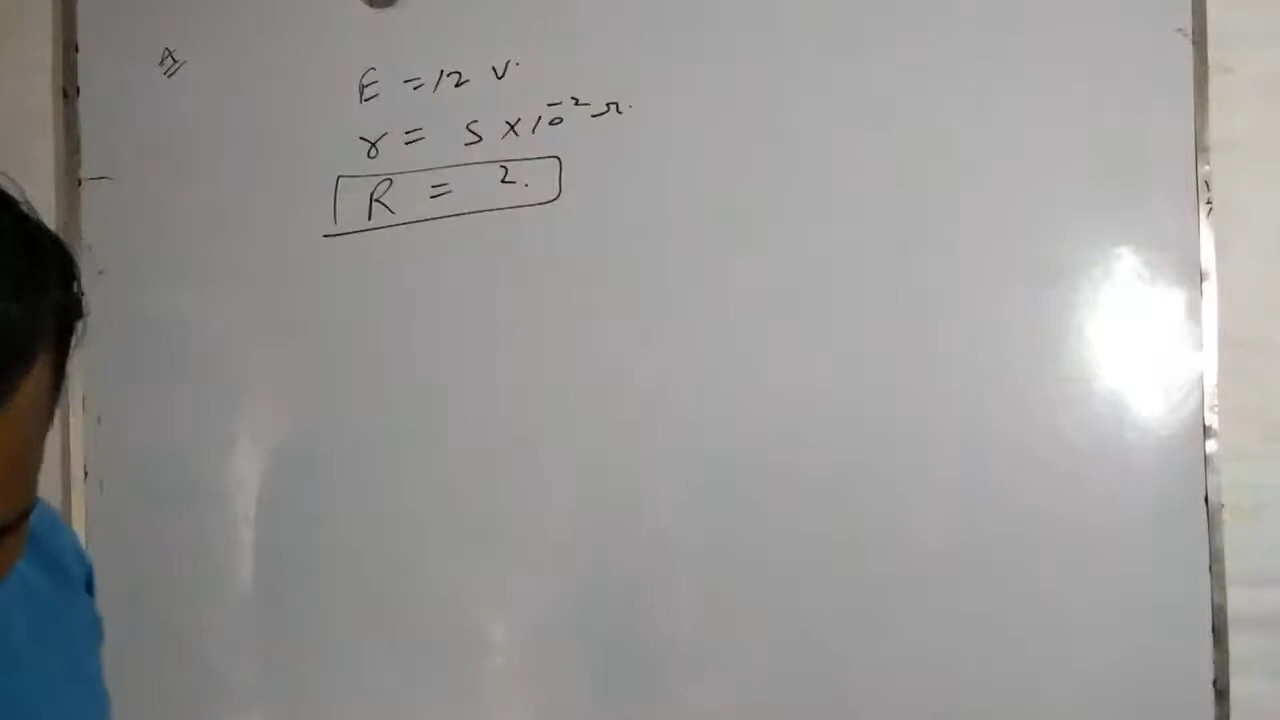 A
E = 12 V.
r = 5 × 10⁻² Ω.
R = 2.